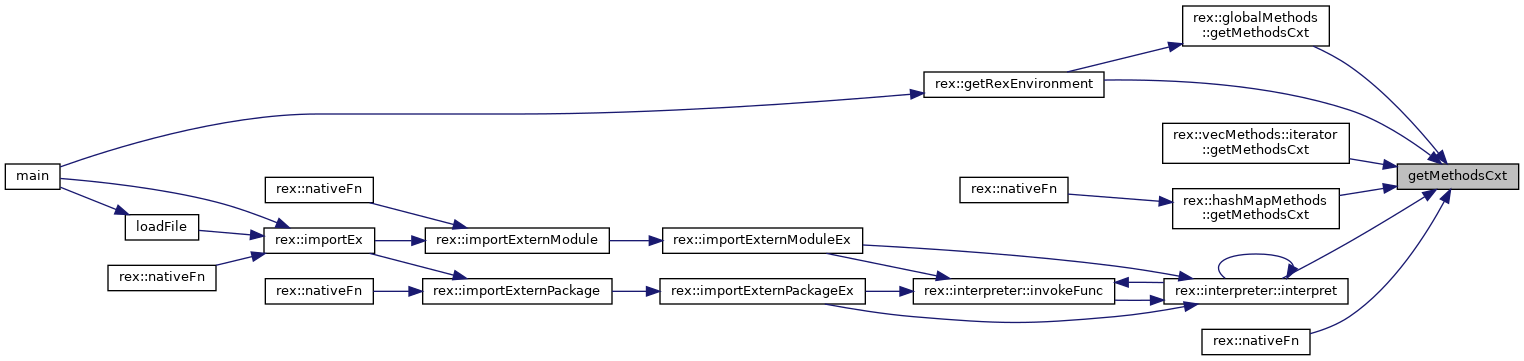 rex::globalMethods
::getMethodsCxt
rex::getRexEnvironment
rex::vecMethods::iterator
::getMethodsCxt
main
getMethodsCxt
rex::nativeFn
rex::nativeFn
rex::hashMapMethods
::getMethodsCxt
loadFile
rex::importEx
rex::importExternModule
rex::importExternModuleEx
rex::nativeFn
rex::nativeFn
rex::importExternPackage
rex::importExternPackageEx
rex::interpreter::invokeFunc
rex::interpreter::interpret
rex::nativeFn